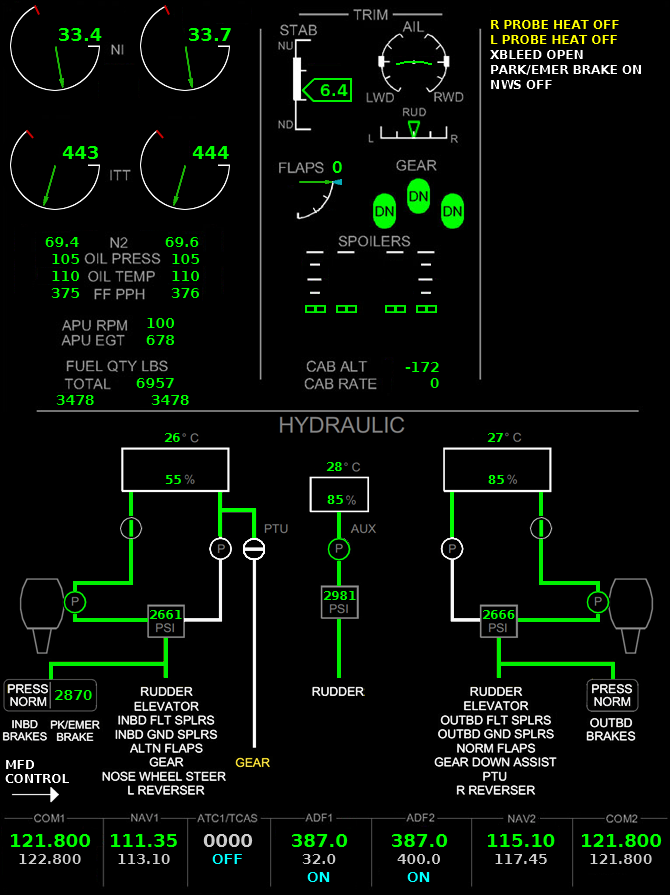 33.4 NI 33.7
443 ITT 444
69.4 N2 69.6
105 OIL PRESS 105
110 OIL TEMP 110
375 FF PPH 376
APU RPM 100
APU EGT 678
FUEL QTY LBS
TOTAL 6957
3478 3478
TRIM
STAB AIL
NU
6.4
LWD RWD
ND
RUD
L R
FLAPS 0 GEAR
DN DN DN
SPOILERS
CAB ALT -172
CAB RATE 0
R PROBE HEAT OFF
L PROBE HEAT OFF
XBLEED OPEN
PARK/EMER BRAKE ON
NWS OFF
HYDRAULIC
26° C
55 %
28° C
85 %
27° C
85 %
PTU AUX
P P P
P P
2661
PSI
2981
PSI
2666
PSI
P
PRESS
NORM
2870
INBD
BRAKES
PK/EMER
BRAKE
RUDDER
ELEVATOR
INBD FLT SPLRS
INBD GND SPLRS
ALTN FLAPS
GEAR
NOSE WHEEL STEER
L REVERSER
GEAR
RUDDER
RUDDER
ELEVATOR
OUTBD FLT SPLRS
OUTBD GND SPLRS
NORM FLAPS
GEAR DOWN ASSIST
PTU
R REVERSER
PRESS
NORM
OUTBD
BRAKES
MFD
CONTROL
COM1 NAV1 ATC1/TCAS ADF1 ADF2 NAV2 COM2
121.800 111.35 0000 387.0 387.0 115.10 121.800
122.800 113.10 OFF 32.0 400.0 117.45 121.800
ON ON